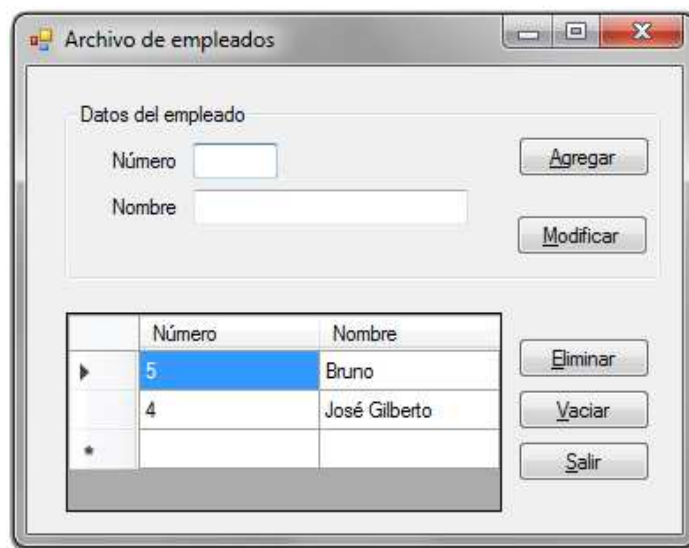 Archivo de empleados
Datos del empleado
Número
Agregar
Nombre
Modificar
Número Nombre
5 Bruno
4 José Gilberto
*
Eliminar
Vaciar
Salir